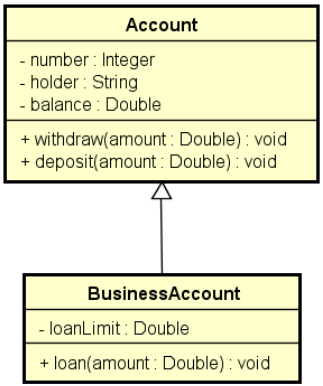 Account
- number : Integer
- holder : String
- balance : Double
+ withdraw(amount : Double) : void
+ deposit(amount : Double) : void
BusinessAccount
- loanLimit : Double
+ loan(amount : Double) : void